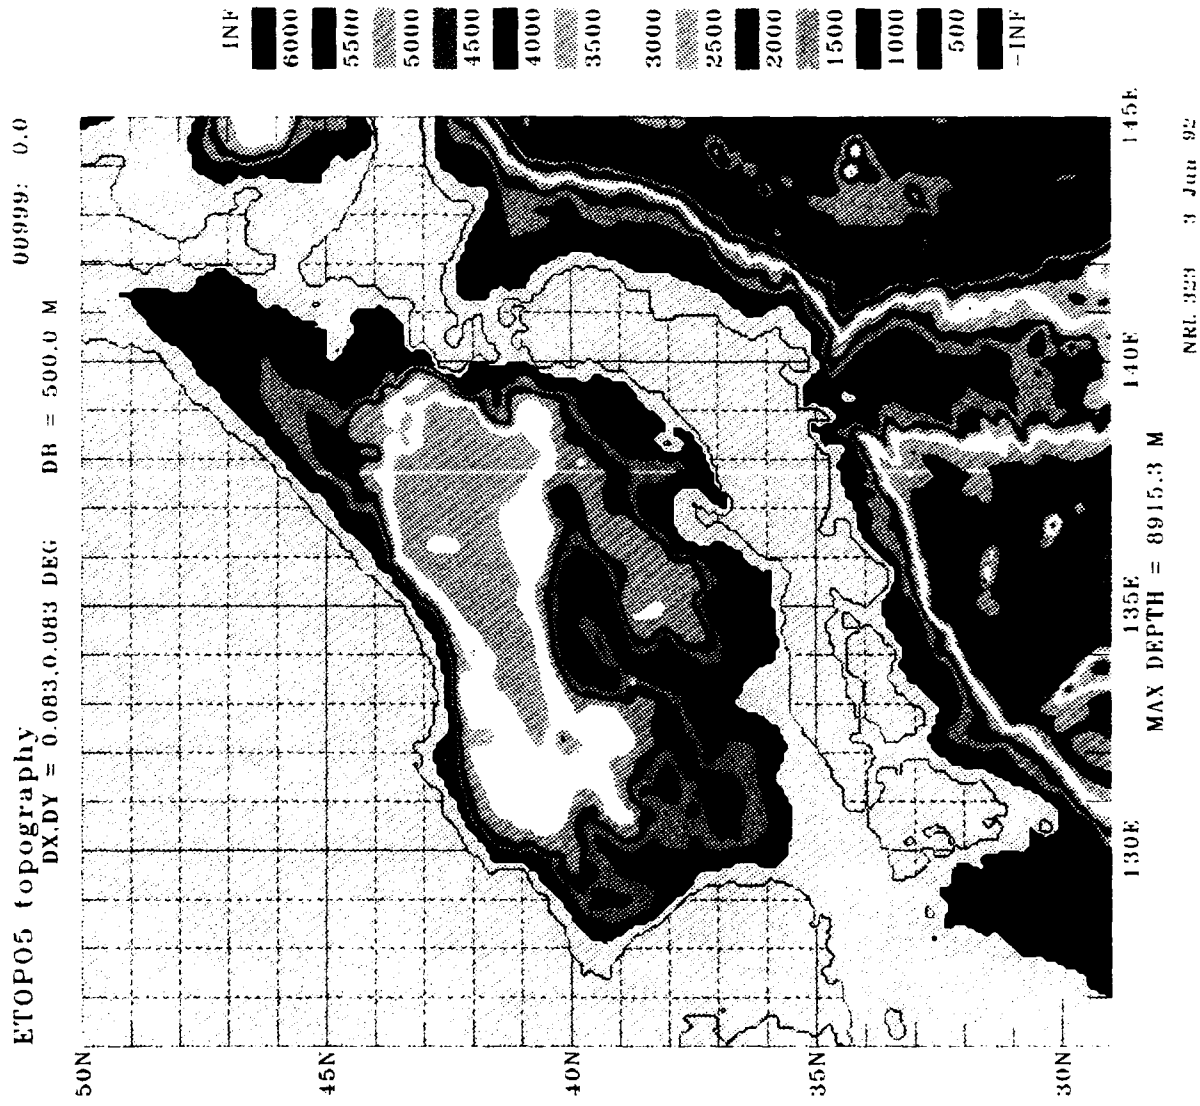 ETOPO5 topography 00999: 0.0
DX,DY = 0.083,0.083 DEG DB = 500.0 M
INF
6000
5500
5000
4500
4000
3500
3000
2500
2000
1500
1000
500
-INF
50N
45N
40N
35N
30N
130E 135E 140E 145E
MAX DEPTH = 8915.3 M
NRL 323 3 Jun 92